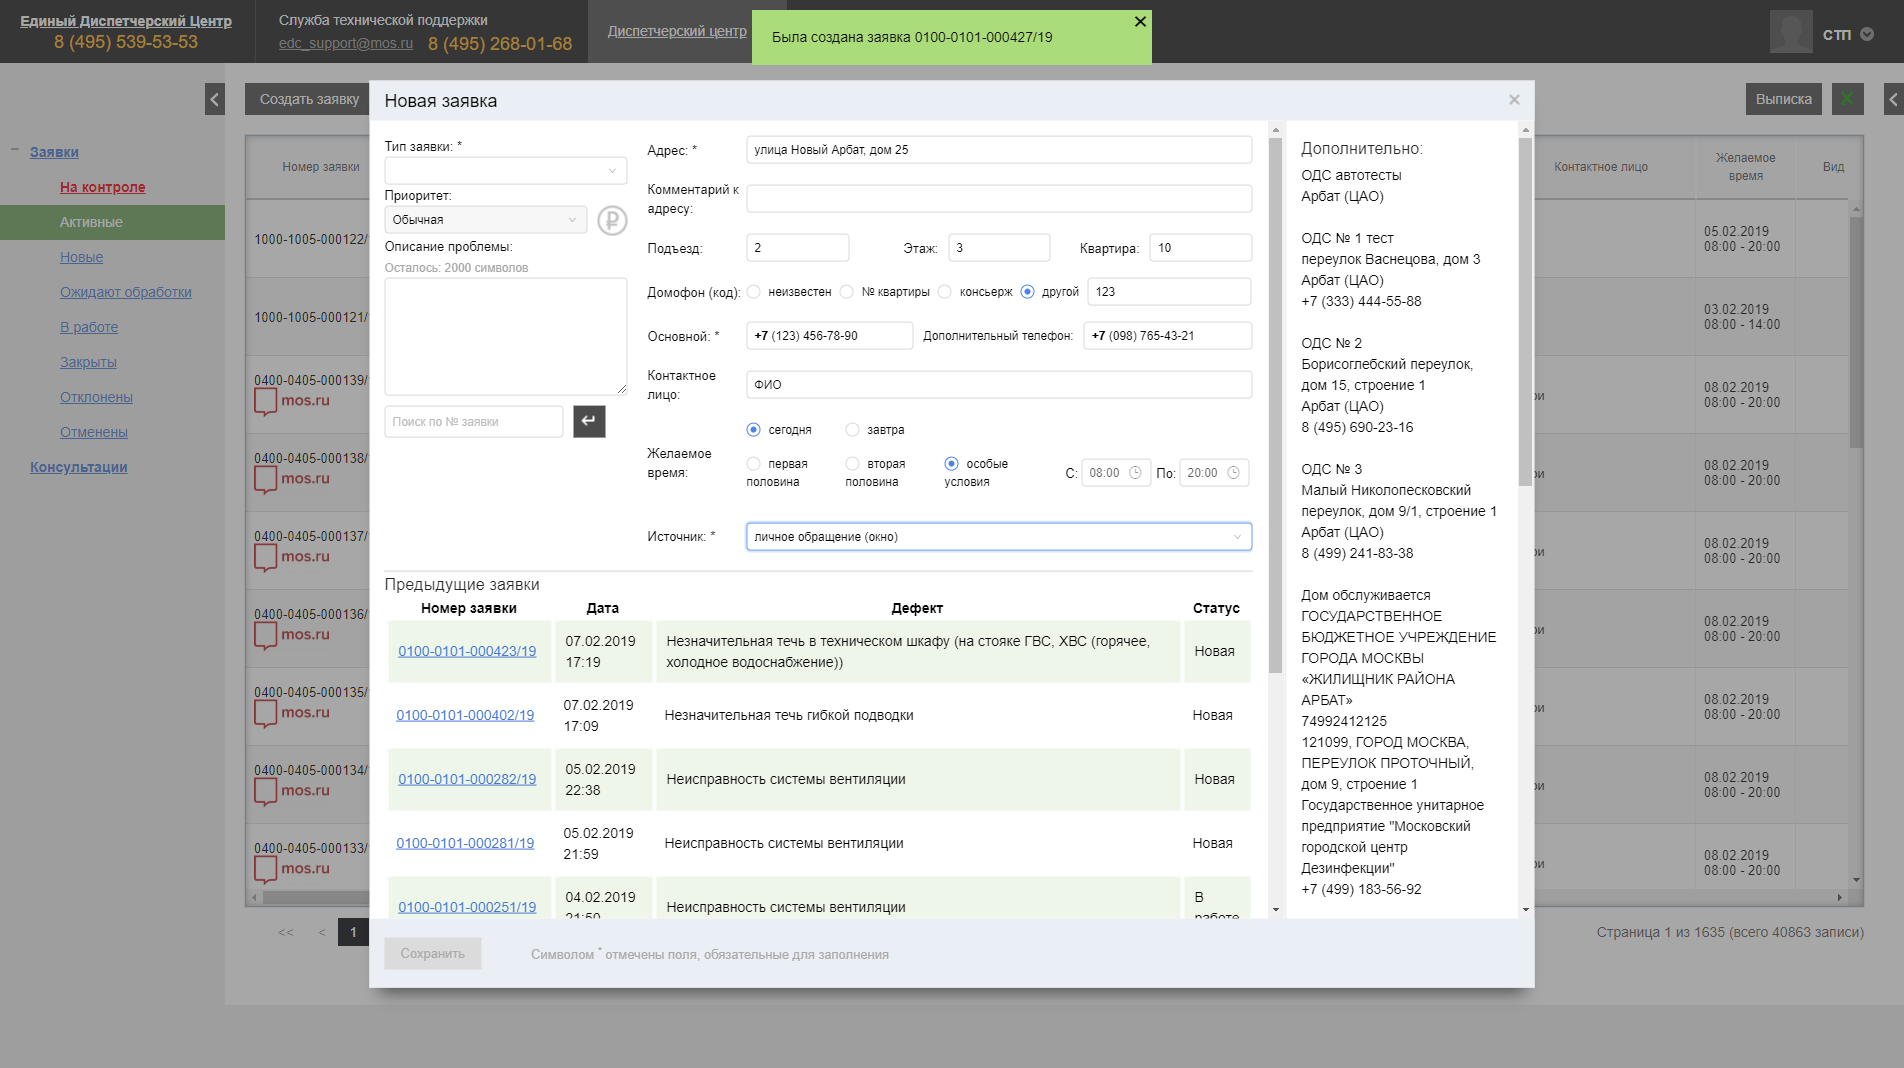 Единый Диспетчерский Центр
8 (495) 539-53-53
Служба технической поддержки
edc_support@mos.ru 8 (495) 268-01-68
Диспетчерский центр
Была создана заявка 0100-0101-000427/19
СТП
Создать заявку
Выписка
Заявки
На контроле
Активные
Новые
Ожидают обработки
В работе
Закрыты
Отклонены
Отменены
Консультации
Номер заявки
1000-1005-000122/
1000-1005-000121/
0400-0405-000139/
mos.ru
0400-0405-000138/
mos.ru
0400-0405-000137/
mos.ru
0400-0405-000136/
mos.ru
0400-0405-000135/
mos.ru
0400-0405-000134/
mos.ru
0400-0405-000133/
mos.ru
<< < 1
Новая заявка
Тип заявки: *
Приоритет:
Обычная
Описание проблемы:
Осталось: 2000 символов
Поиск по № заявки
Адрес: * улица Новый Арбат, дом 25
Комментарий к
адресу:
Подъезд: 2 Этаж: 3 Квартира: 10
Домофон (код): неизвестен № квартиры консьерж другой 123
Основной: * +7 (123) 456-78-90 Дополнительный телефон: +7 (098) 765-43-21
Контактное
лицо:
ФИО
Желаемое
время:
сегодня завтра
первая
половина
вторая
половина
особые
условия
С: 08:00 По: 20:00
Источник: * личное обращение (окно)
Предыдущие заявки
Номер заявки Дата Дефект Статус
0100-0101-000423/19 07.02.2019
17:19 Незначительная течь в техническом шкафу (на стояке ГВС, ХВС (горячее,
холодное водоснабжение)) Новая
0100-0101-000402/19 07.02.2019
17:09 Незначительная течь гибкой подводки Новая
0100-0101-000282/19 05.02.2019
22:38 Неисправность системы вентиляции Новая
0100-0101-000281/19 05.02.2019
21:59 Неисправность системы вентиляции Новая
0100-0101-000251/19 04.02.2019
21:50 Неисправность системы вентиляции В
работе
Сохранить
Символом * отмечены поля, обязательные для заполнения
Дополнительно:
ОДС автотесты
Арбат (ЦАО)
ОДС № 1 тест
переулок Васнецова, дом 3
Арбат (ЦАО)
+7 (333) 444-55-88
ОДС № 2
Борисоглебский переулок,
дом 15, строение 1
Арбат (ЦАО)
8 (495) 690-23-16
ОДС № 3
Малый Николопесковский
переулок, дом 9/1, строение 1
Арбат (ЦАО)
8 (499) 241-83-38
Дом обслуживается
ГОСУДАРСТВЕННОЕ
БЮДЖЕТНОЕ УЧРЕЖДЕНИЕ
ГОРОДА МОСКВЫ
«ЖИЛИЩНИК РАЙОНА
АРБАТ»
74992412125
121099, ГОРОД МОСКВА,
ПЕРЕУЛОК ПРОТОЧНЫЙ,
дом 9, строение 1
Государственное унитарное
предприятие "Московский
городской центр
Дезинфекции"
+7 (499) 183-56-92
Контактное лицо
Желаемое
время
Вид
05.02.2019
08:00 - 20:00
03.02.2019
08:00 - 14:00
08.02.2019
08:00 - 20:00
08.02.2019
08:00 - 20:00
08.02.2019
08:00 - 20:00
08.02.2019
08:00 - 20:00
08.02.2019
08:00 - 20:00
08.02.2019
08:00 - 20:00
08.02.2019
08:00 - 20:00
Страница 1 из 1635 (всего 40863 записи)